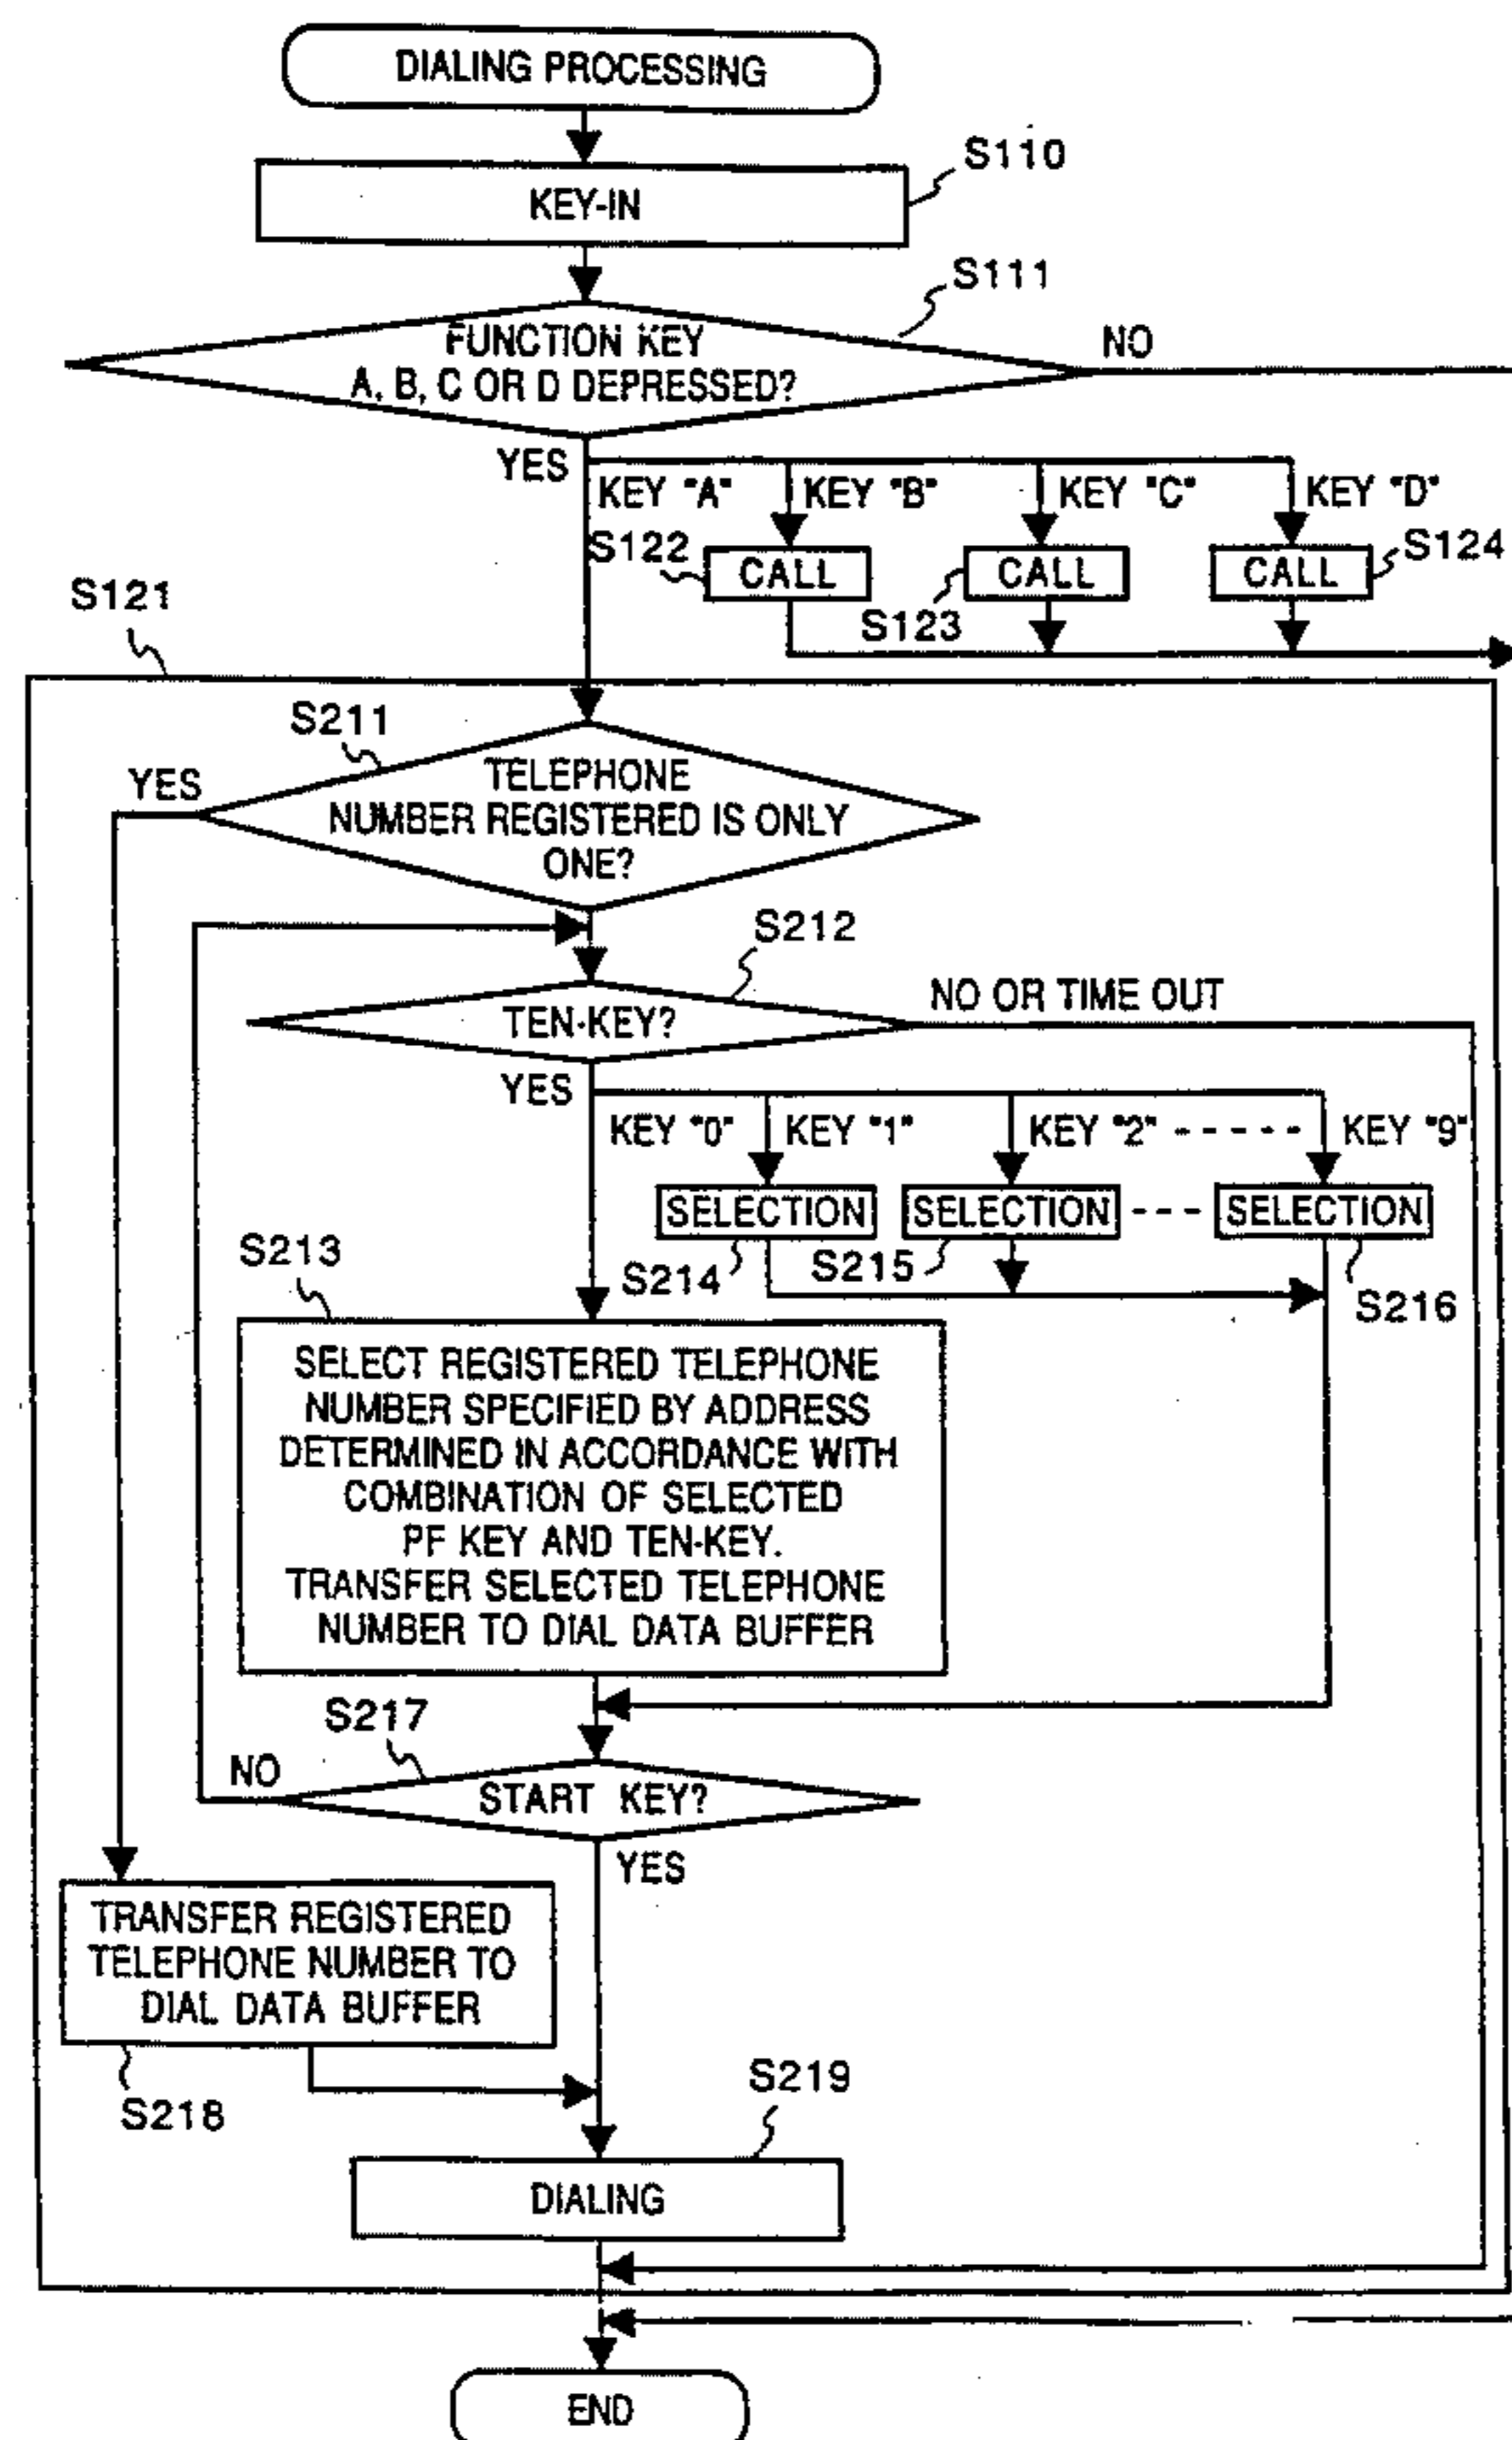 DIALING PROCESSING
S110
KEY-IN
S111
FUNCTION KEY
A, B, C OR D DEPRESSED?
NO
YES
KEY "A"
KEY "B"
KEY "C"
KEY "D"
S122
CALL
S123
CALL
CALL
S124
S121
S211
YES
TELEPHONE
NUMBER REGISTERED IS ONLY
ONE?
S212
TEN-KEY?
NO OR TIME OUT
YES
KEY "0"
KEY "1"
KEY "2" -----
KEY "9"
SELECTION
SELECTION
---
SELECTION
S213
S214
S215
S216
SELECT REGISTERED TELEPHONE
NUMBER SPECIFIED BY ADDRESS
DETERMINED IN ACCORDANCE WITH
COMBINATION OF SELECTED
PF KEY AND TEN-KEY.
TRANSFER SELECTED TELEPHONE
NUMBER TO DIAL DATA BUFFER
S217
NO
START KEY?
YES
TRANSFER REGISTERED
TELEPHONE NUMBER TO
DIAL DATA BUFFER
S218
S219
DIALING
END